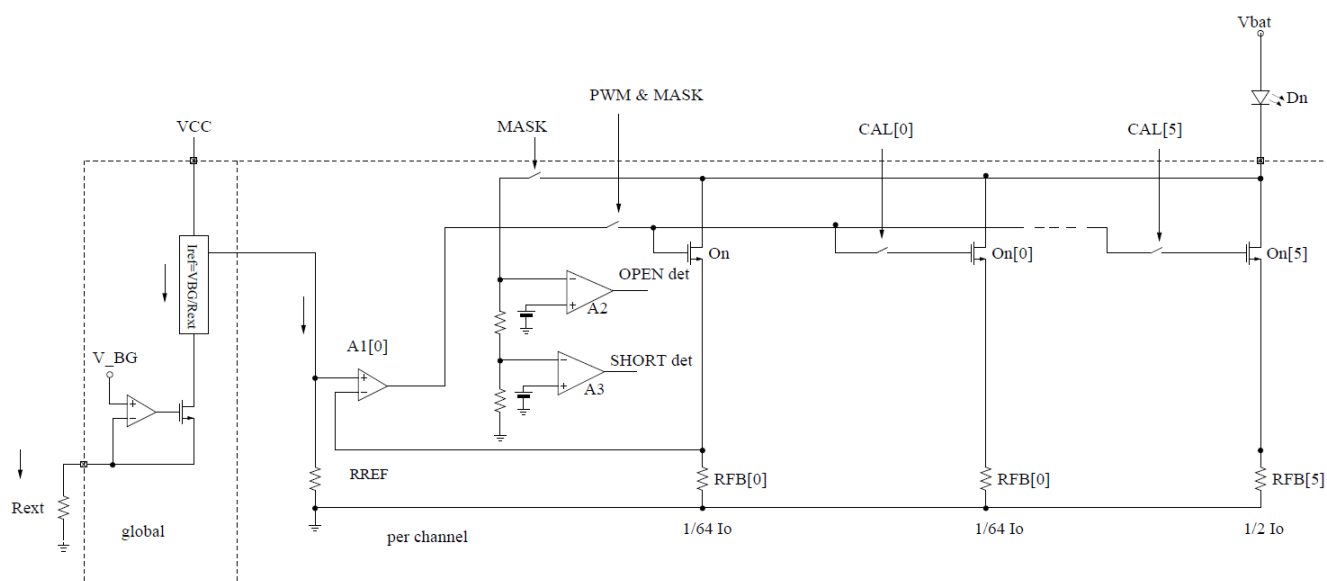 Vbat
Dn
PWM & MASK
VCC
MASK
CAL[0]
CAL[5]
Iref=VBG/Rext
On
On[0]
On[5]
OPEN det
-
+
A2
A1[0]
V_BG
SHORT det
+
-
-
+
A3
+
-
Rext
RREF
RFB[0]
RFB[0]
RFB[5]
global
per channel
1/64 Io
1/64 Io
1/2 Io